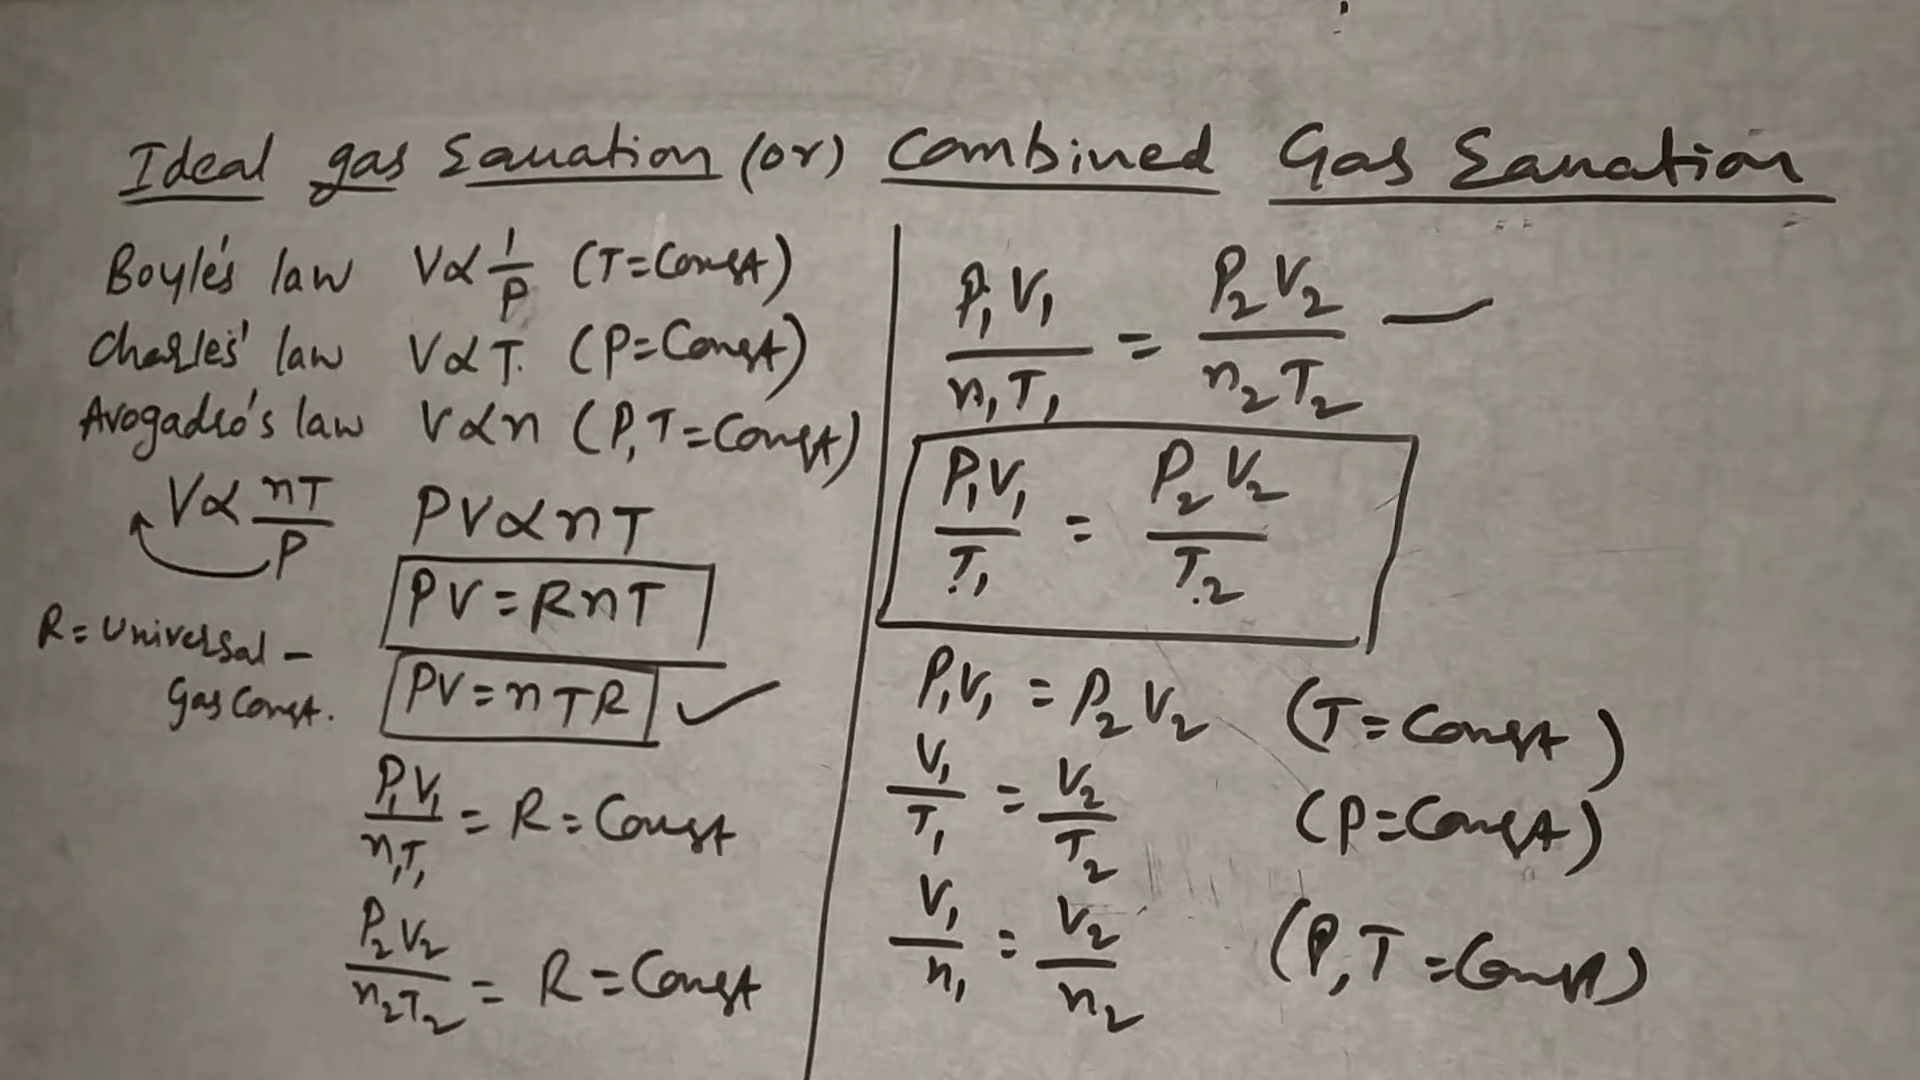 Ideal gas Equation (or) Combined Gas Equation
Boyle's law V∝1/P (T=Const)
Charles' law V∝T. (P=Const)
Avogadro's law V∝n (P,T=Const)
V∝nT/P PV∝nT
PV=RnT
R=Universal-
Gas Const.
PV=nTR ✓
P₁V₁/n₁T₁ = R = Const
P₂V₂/n₂T₂ = R = Const
P₁V₁/n₁T₁ = P₂V₂/n₂T₂ —
P₁V₁/T₁ = P₂V₂/T₂
P₁V₁ = P₂V₂ (T=Const)
V₁/T₁ = V₂/T₂ (P=Const)
V₁/n₁ = V₂/n₂ (P,T=Const)